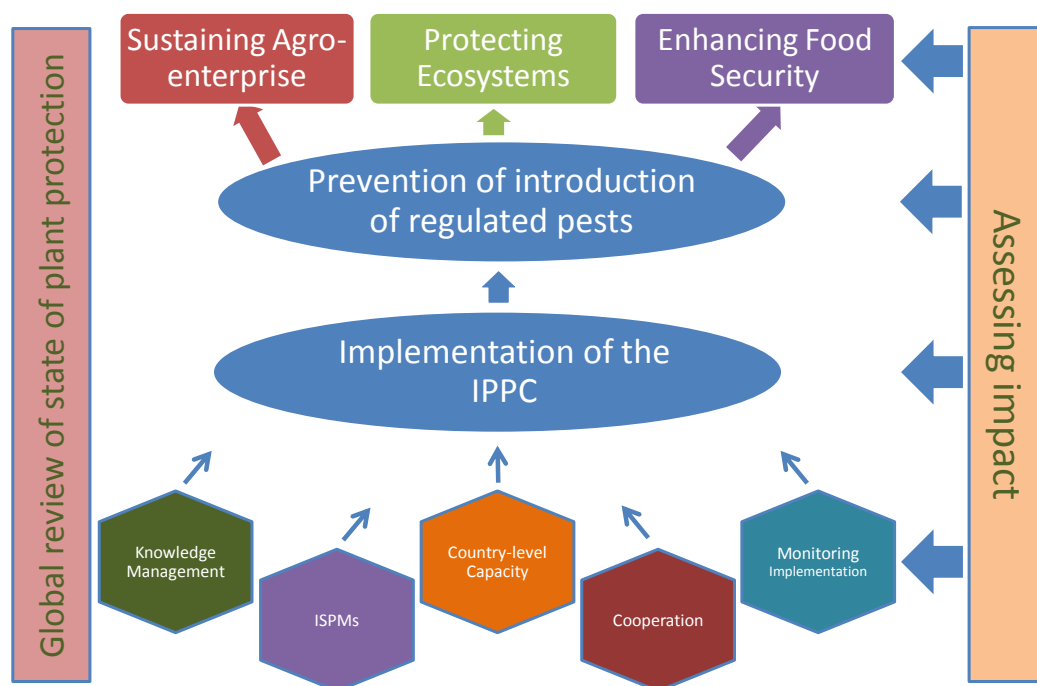 Global review of state of plant protection
Sustaining Agro-
enterprise
Protecting
Ecosystems
Enhancing Food
Security
Prevention of introduction
of regulated pests
Implementation of the
IPPC
Knowledge
Management
ISPMs
Country-level
Capacity
Cooperation
Monitoring
Implementation
Assessing impact